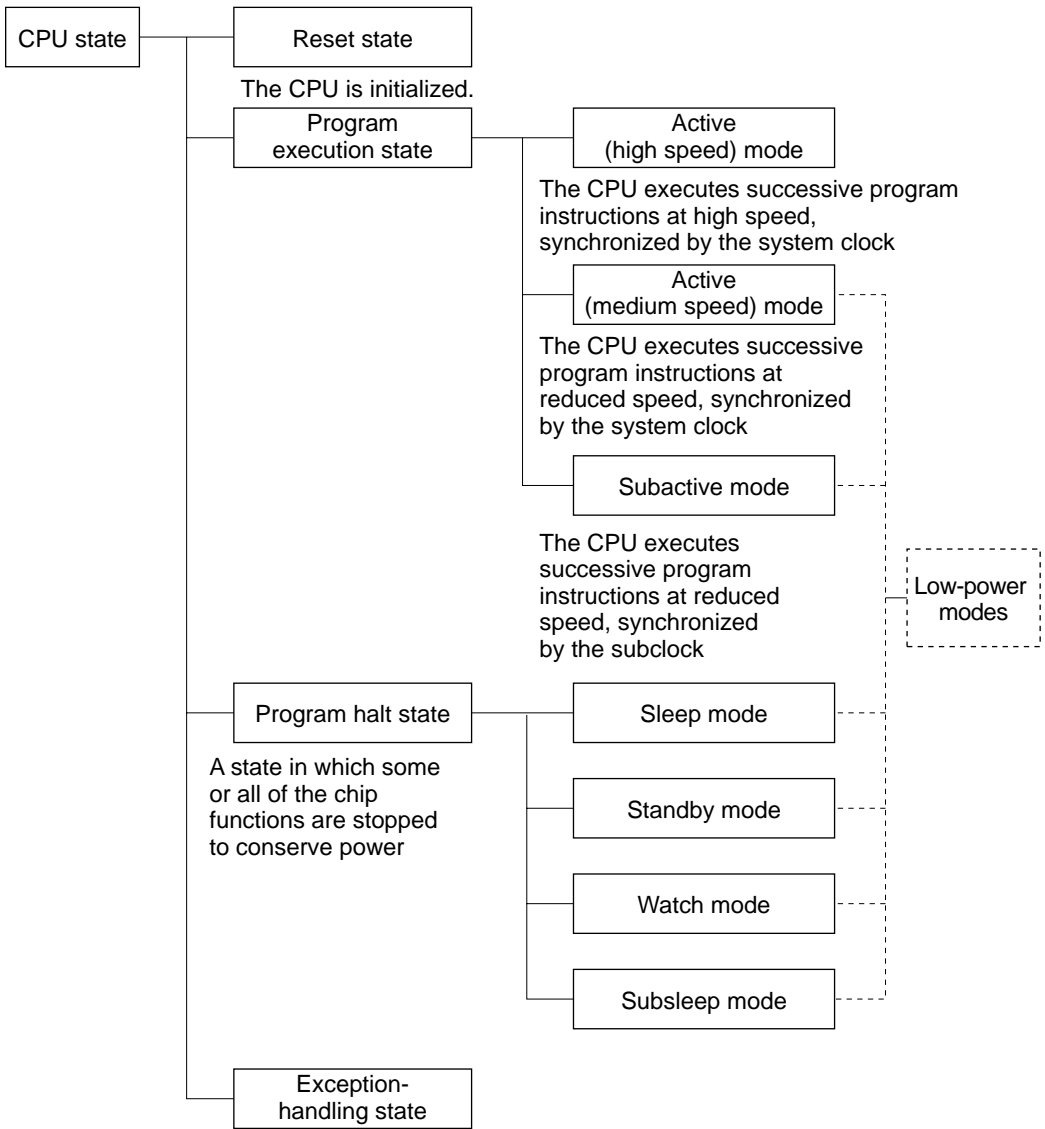 CPU state
Reset state
The CPU is initialized.
Program
execution state
Active
(high speed) mode
The CPU executes successive program
instructions at high speed,
synchronized by the system clock
Active
(medium speed) mode
The CPU executes successive
program instructions at
reduced speed, synchronized
by the system clock
Subactive mode
The CPU executes
successive program
instructions at reduced
speed, synchronized
by the subclock
Low-power
modes
Program halt state
A state in which some
or all of the chip
functions are stopped
to conserve power
Sleep mode
Standby mode
Watch mode
Subsleep mode
Exception-
handling state